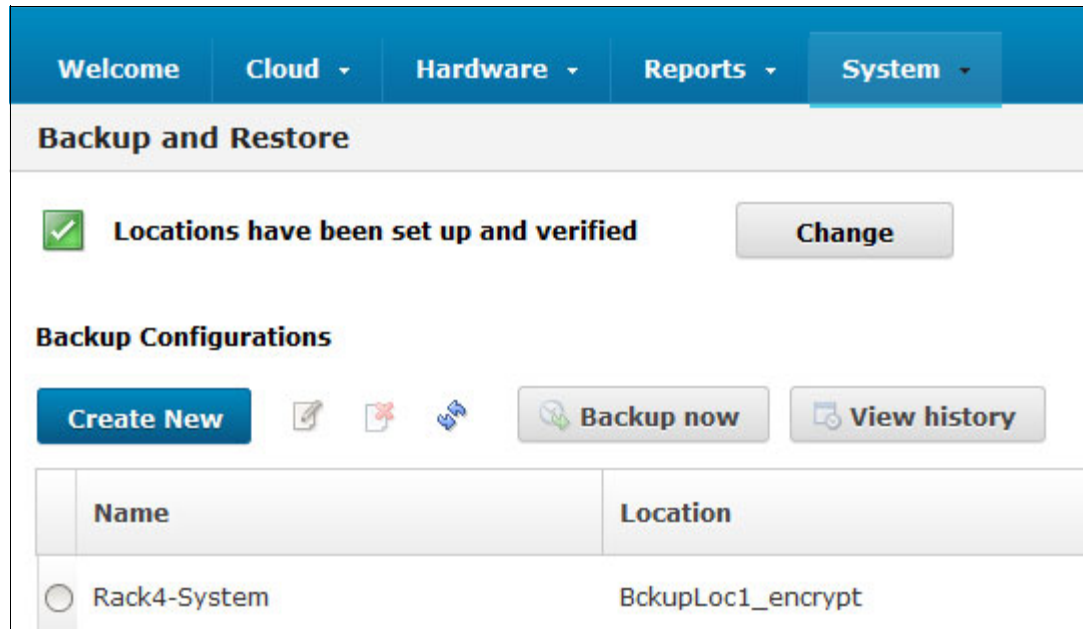 Welcome Cloud Hardware Reports System
Backup and Restore
Locations have been set up and verified Change
Backup Configurations
Create New Backup now View history
Name Location
Rack4-System BckupLoc1_encrypt